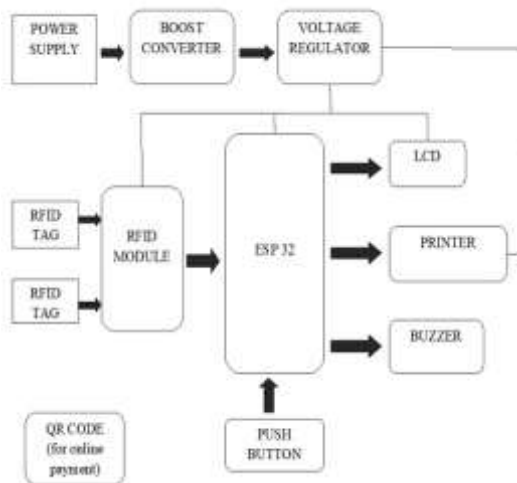 POWER
SUPPLY
BOOST
CONVERTER
VOLTAGE
REGULATOR
LCD
RFID
TAG
RFID
MODULE
ESP 32
PRINTER
RFID
TAG
BUZZER
QR CODE
(for online
payment)
PUSH
BUTTON